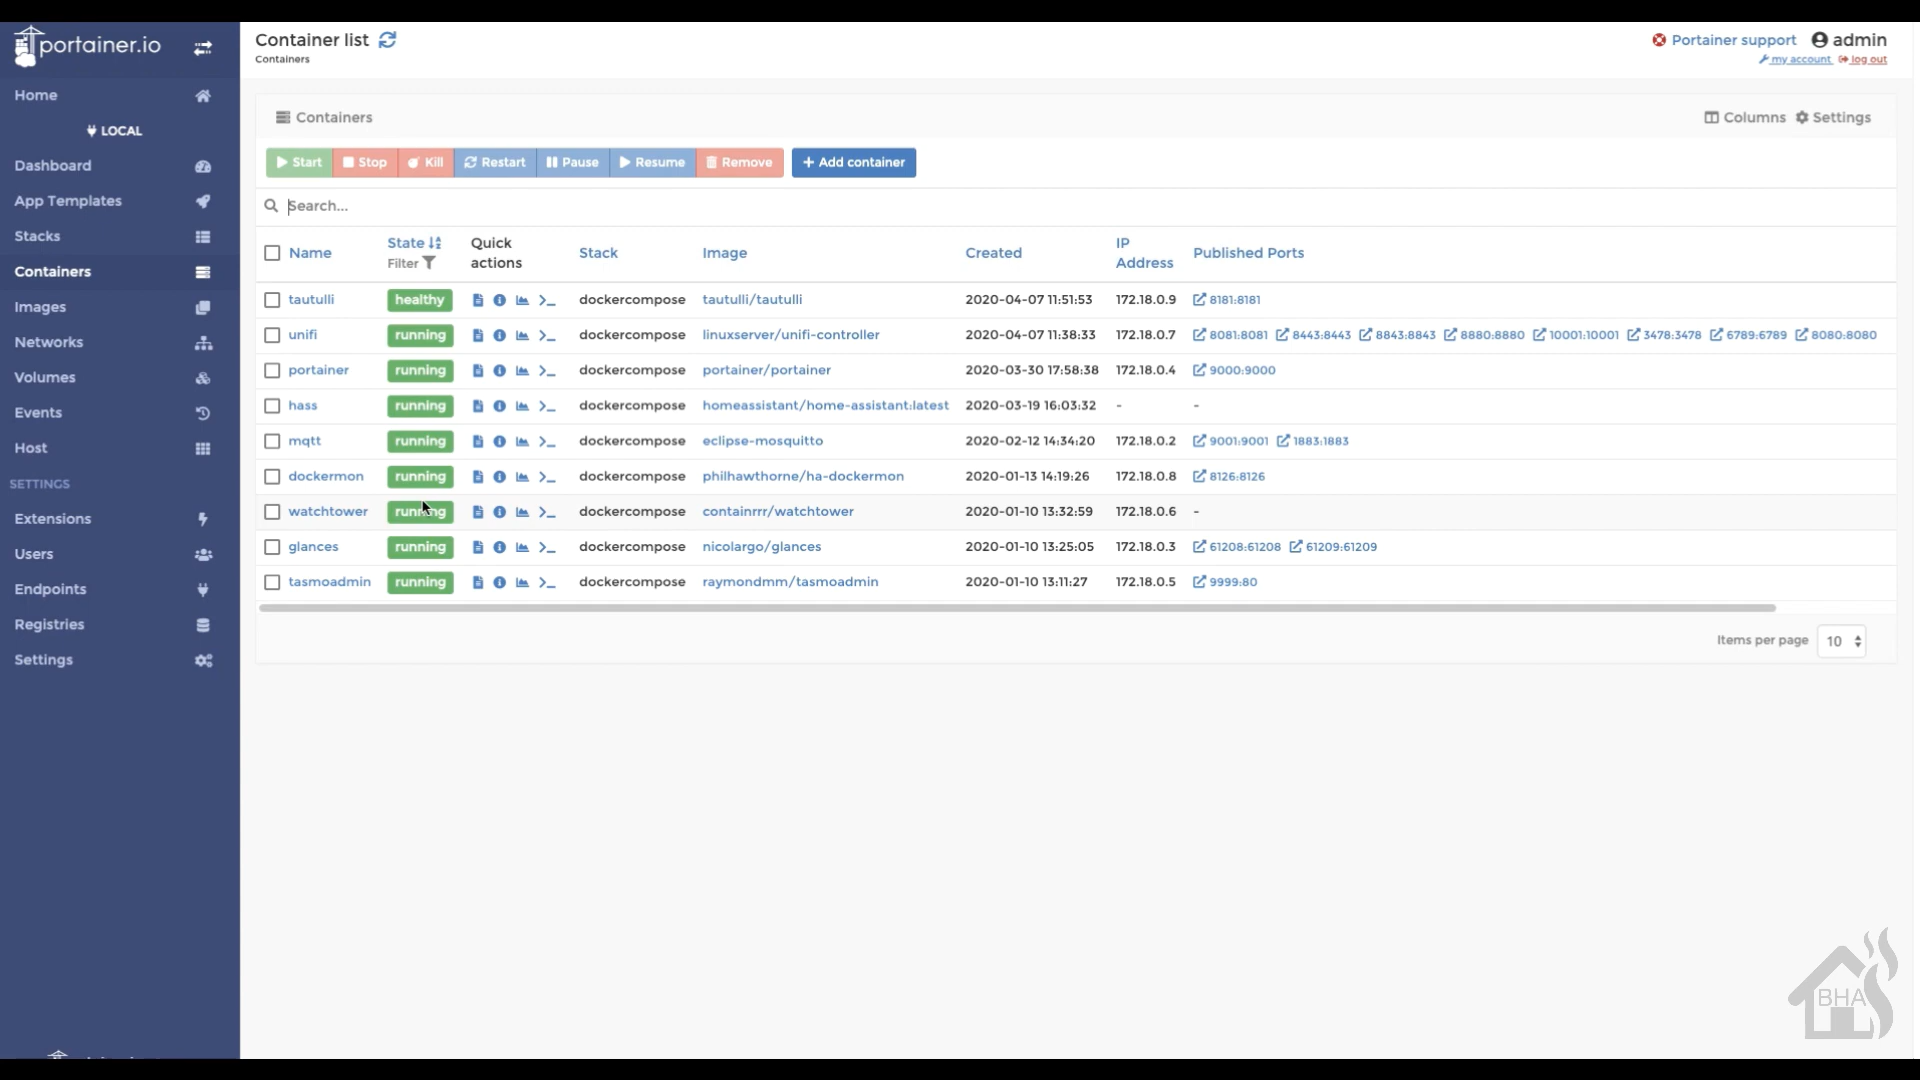 portainer.io
Home
LOCAL
Dashboard
App Templates
Stacks
Containers
Images
Networks
Volumes
Events
Host
SETTINGS
Extensions
Users
Endpoints
Registries
Settings
Container list
Containers
Portainer support admin
my account log out
Containers
Columns Settings
Start Stop Kill Restart Pause Resume Remove + Add container
Search...
Name State Filter Quick actions Stack Image Created IP Address Published Ports
tautulli healthy dockercompose tautulli/tautulli 2020-04-07 11:51:53 172.18.0.9 8181:8181
unifi running dockercompose linuxserver/unifi-controller 2020-04-07 11:38:33 172.18.0.7 8081:8081 8443:8443 8843:8843 8880:8880 10001:10001 3478:3478 6789:6789 8080:8080
portainer running dockercompose portainer/portainer 2020-03-30 17:58:38 172.18.0.4 9000:9000
hass running dockercompose homeassistant/home-assistant:latest 2020-03-19 16:03:32 - -
mqtt running dockercompose eclipse-mosquitto 2020-02-12 14:34:20 172.18.0.2 9001:9001 1883:1883
dockermon running dockercompose philhawthorne/ha-dockermon 2020-01-13 14:19:26 172.18.0.8 8126:8126
watchtower running dockercompose containrrr/watchtower 2020-01-10 13:32:59 172.18.0.6 -
glances running dockercompose nicolargo/glances 2020-01-10 13:25:05 172.18.0.3 61208:61208 61209:61209
tasmoadmin running dockercompose raymondmm/tasmoadmin 2020-01-10 13:11:27 172.18.0.5 9999:80
Items per page 10
BHA